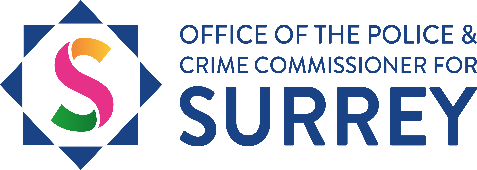 OFFICE OF THE POLICE &
CRIME COMMISSIONER FOR
SURREY